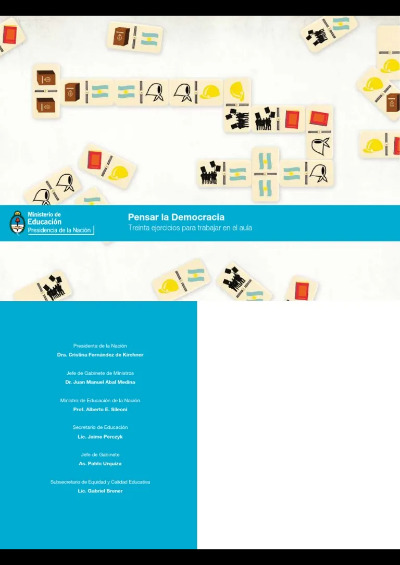 Ministerio de
Educación
Presidencia de la Nación
Pensar la Democracia
Treinta ejercicios para trabajar en el aula
Presidenta de la Nación
Dra. Cristina Fernández de Kirchner
Jefe de Gabinete de Ministros
Dr. Juan Manuel Abal Medina
Ministro de Educación de la Nación
Prof. Alberto E. Sileoni
Secretario de Educación
Lic. Jaime Perczyk
Jefe de Gabinete
As. Pablo Urquiza
Subsecretaria de Equidad y Calidad Educativa
Lic. Gabriel Brener